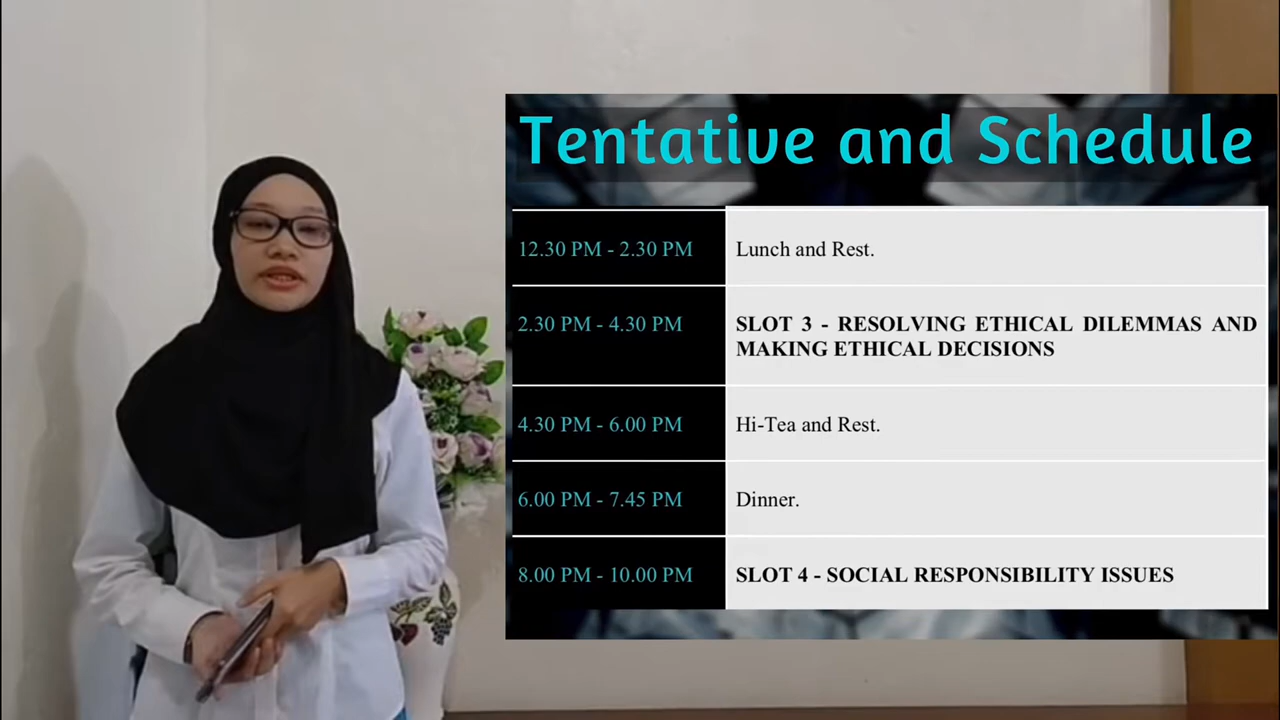 Tentative and Schedule
12.30 PM - 2.30 PM
Lunch and Rest.
2.30 PM - 4.30 PM
SLOT 3 - RESOLVING ETHICAL DILEMMAS AND
MAKING ETHICAL DECISIONS
4.30 PM - 6.00 PM
Hi-Tea and Rest.
6.00 PM - 7.45 PM
Dinner.
8.00 PM - 10.00 PM
SLOT 4 - SOCIAL RESPONSIBILITY ISSUES